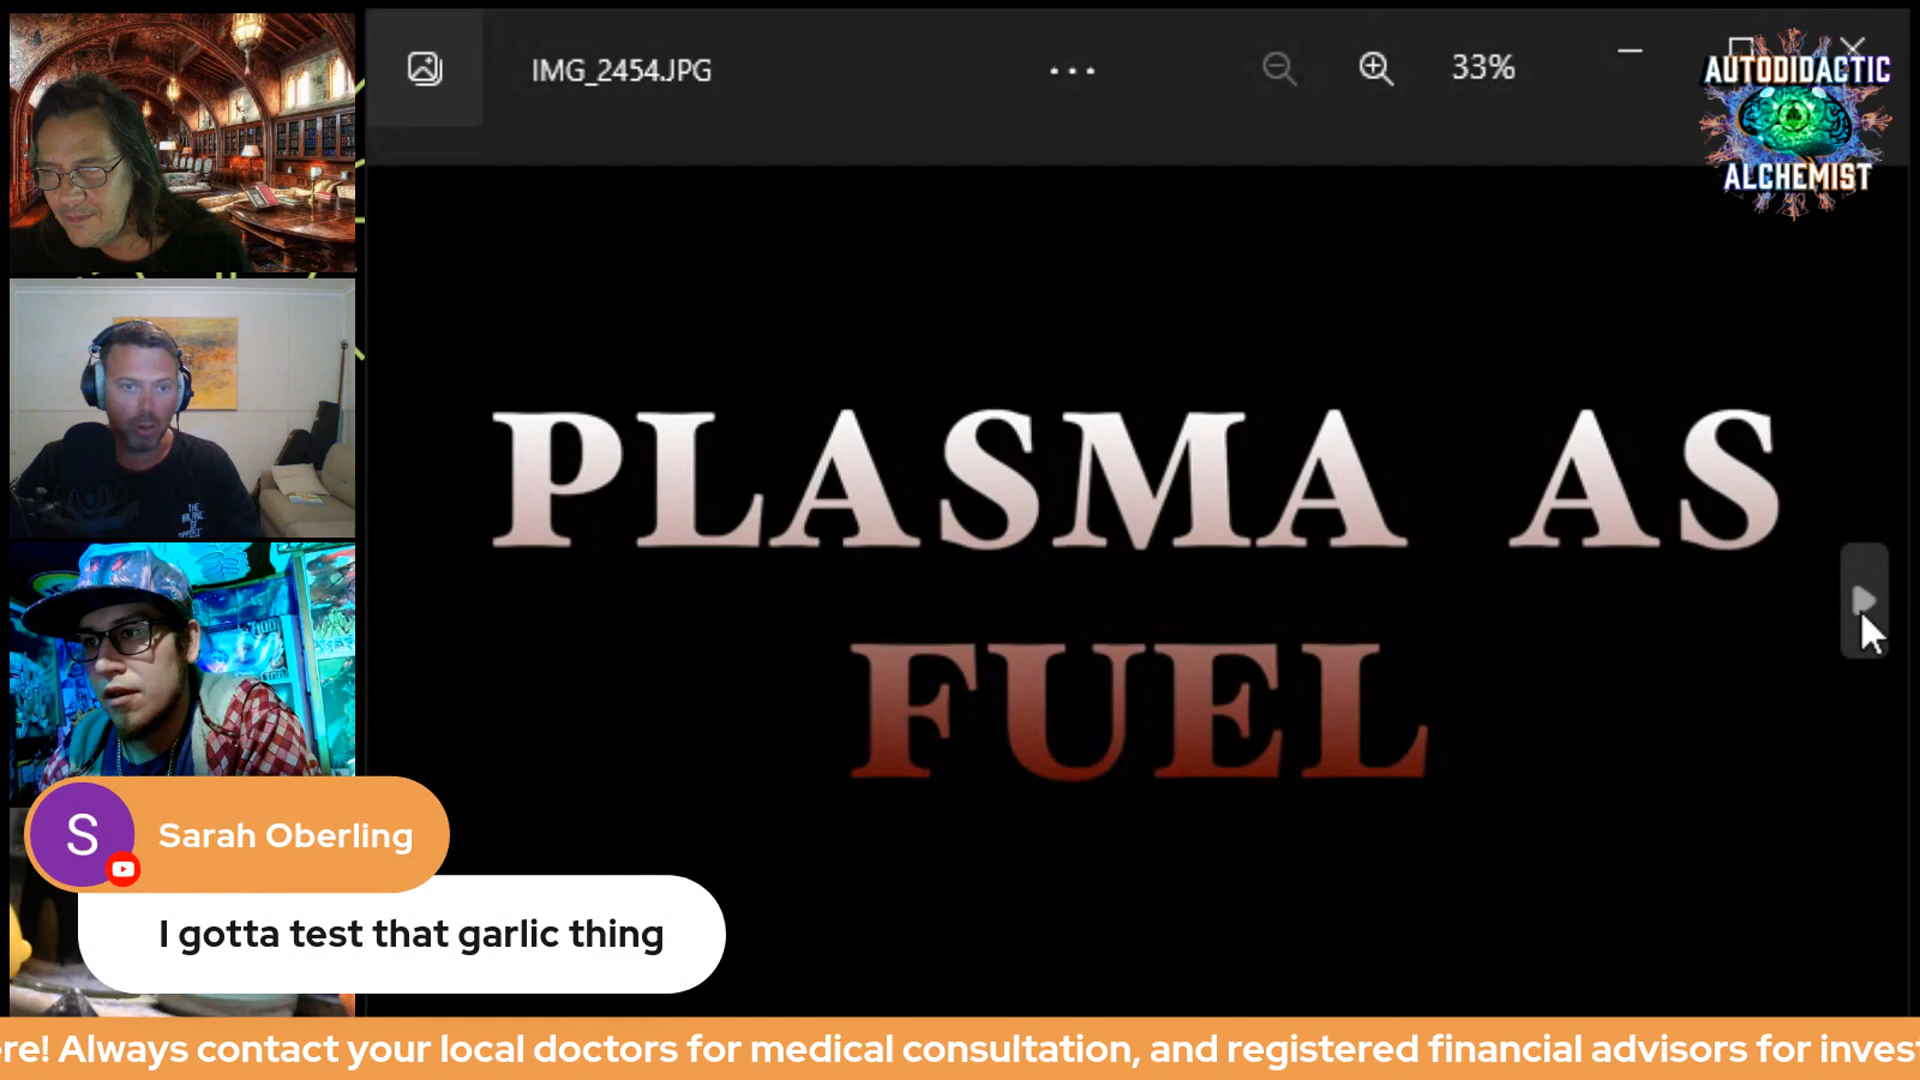 IMG_2454.JPG
33%
AUTODIDACTIC
ALCHEMIST
PLASMA AS
FUEL
S
Sarah Oberling
I gotta test that garlic thing
re! Always contact your local doctors for medical consultation, and registered financial advisors for invest